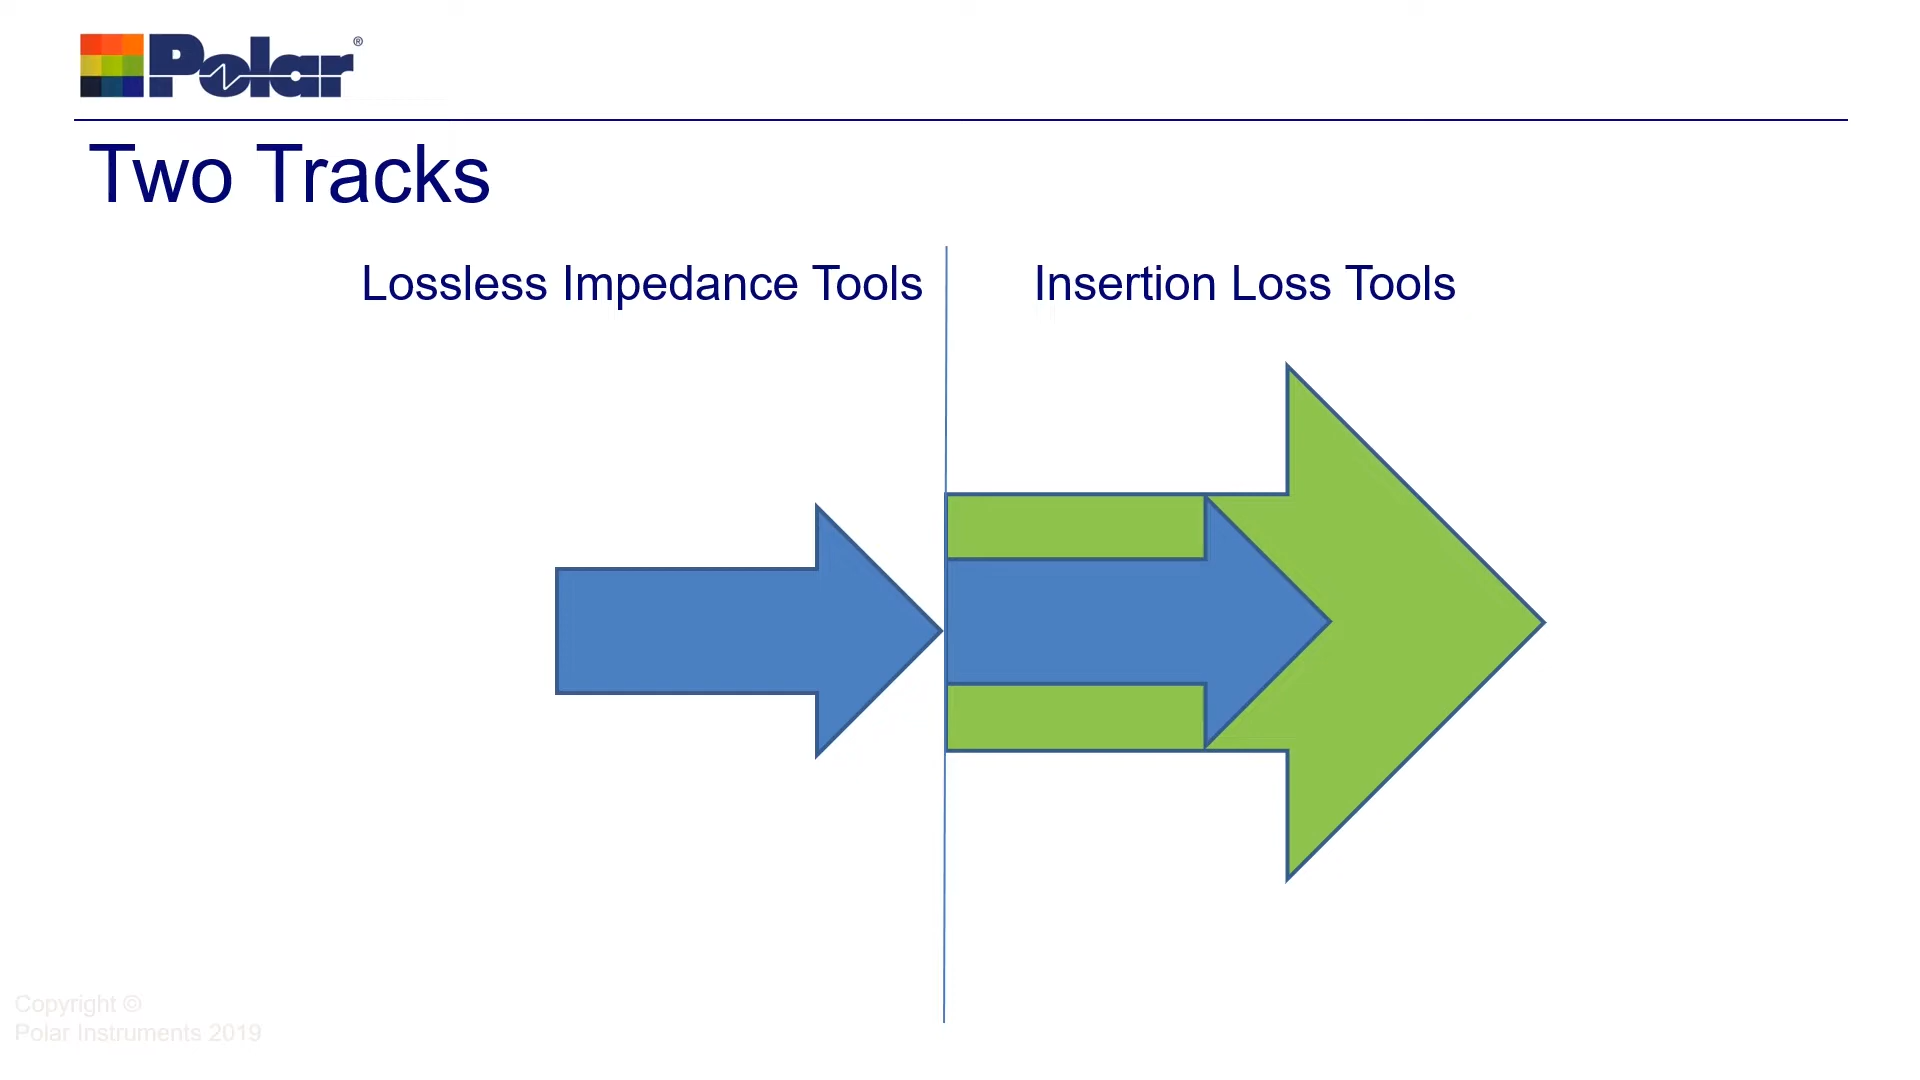 Polar®
Two Tracks
Lossless Impedance Tools
Insertion Loss Tools
Copyright ©
Polar Instruments 2019